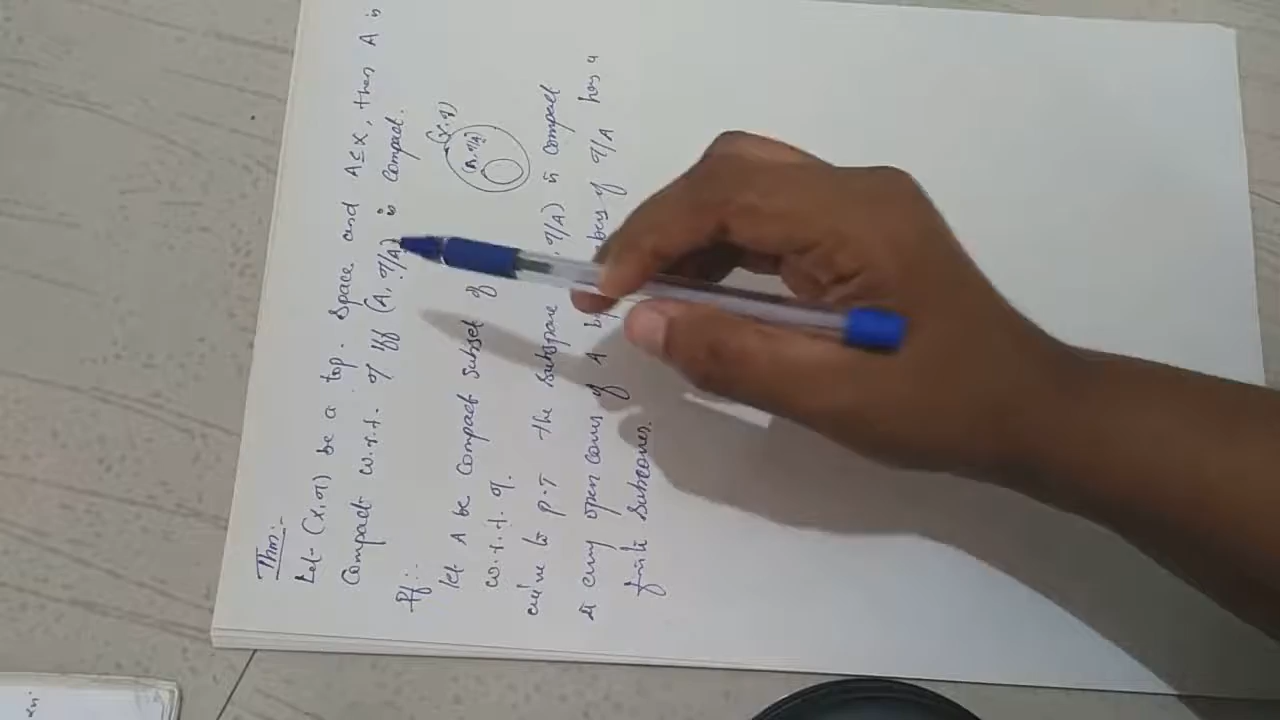 Thm:-
Let (X, τ) be a top. Space and A⊆X, then A is
Compact w.r.t. τ iff (A, τ/A) is compact.
Pf:-
let A be compact subset of
w.r.t. τ.
(X, τ)
(A, τ/A)
we've to p.T the subspace , τ/A) is compact
ie every open cover of A by of τ/A has a
finite subcover.